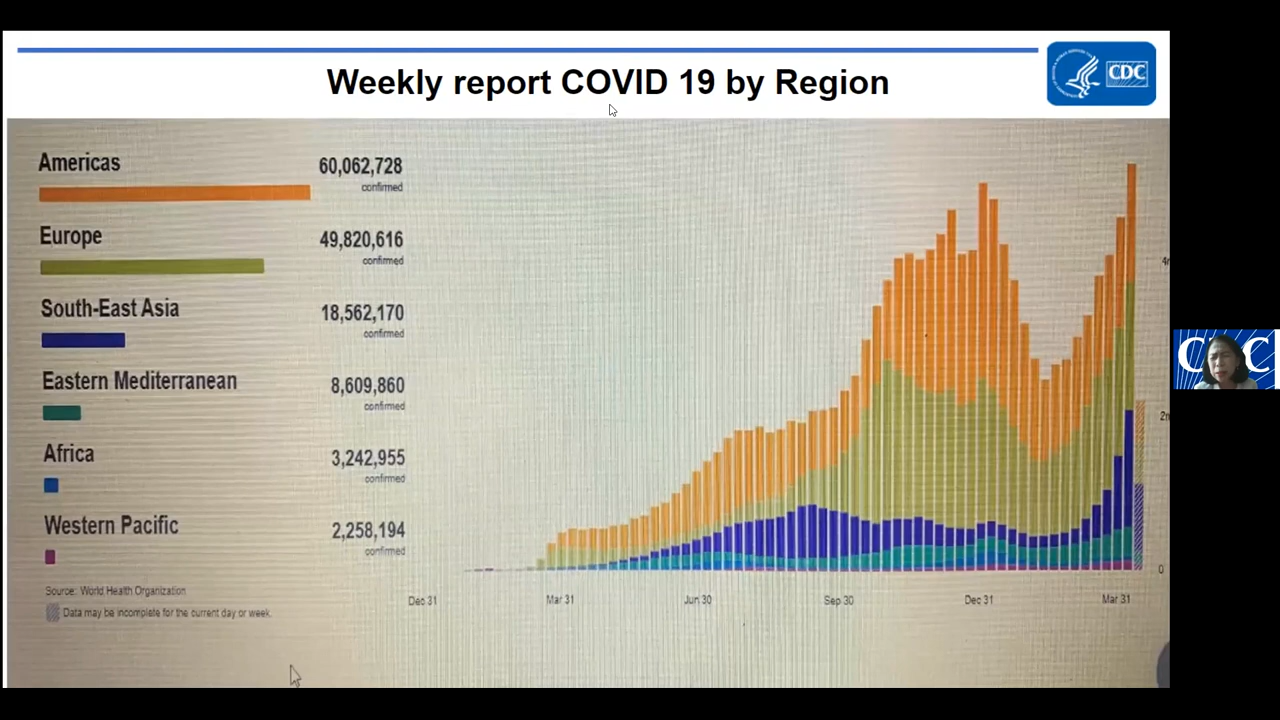 Weekly report COVID 19 by Region
CDC
Americas
60,062,728
confirmed
Europe
49,820,616
confirmed
South-East Asia
18,562,170
confirmed
Eastern Mediterranean
8,609,860
confirmed
Africa
3,242,955
confirmed
Western Pacific
2,258,194
confirmed
Source: World Health Organization
Data may be incomplete for the current day or week.
4
2
0
Dec 31
Mar 31
Jun 30
Sep 30
Dec 31
Mar 31
C C